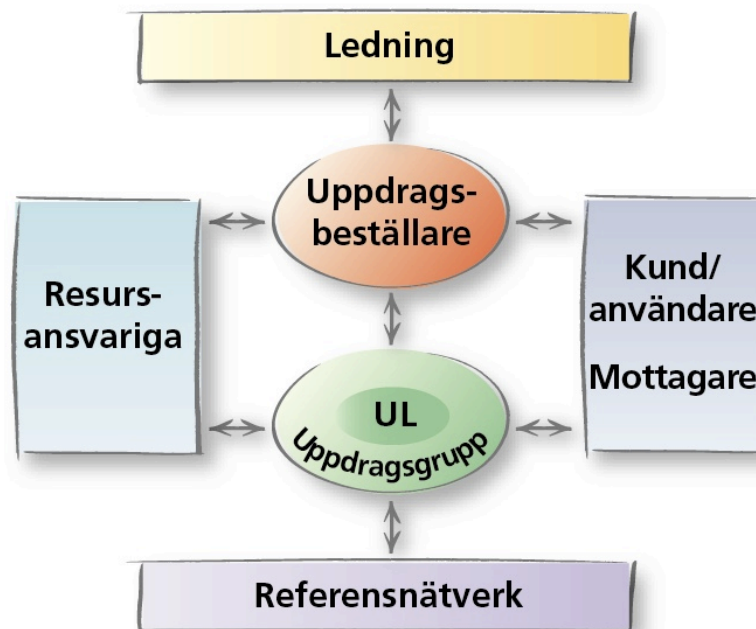 Ledning
Uppdrags-
beställare
Resurs-
ansvariga
Kund/
användare
Mottagare
UL
Uppdragsgrupp
Referensnätverk